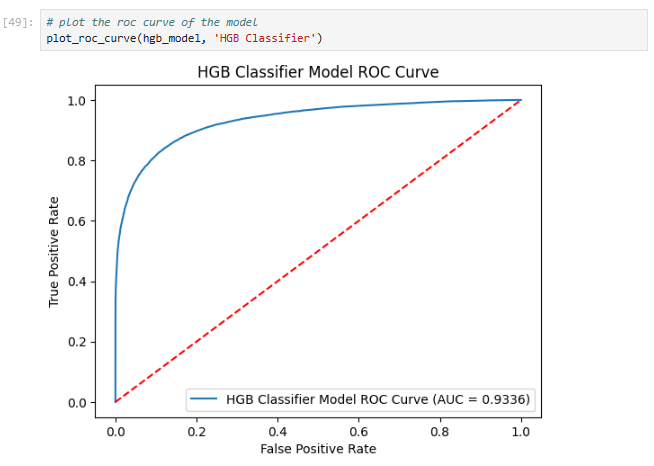 [49]: # plot the roc curve of the model
plot_roc_curve(hgb_model, 'HGB Classifier')
HGB Classifier Model ROC Curve
True Positive Rate
1.0
0.8
0.6
0.4
0.2
0.0
HGB Classifier Model ROC Curve (AUC = 0.9336)
0.0 0.2 0.4 0.6 0.8 1.0
False Positive Rate